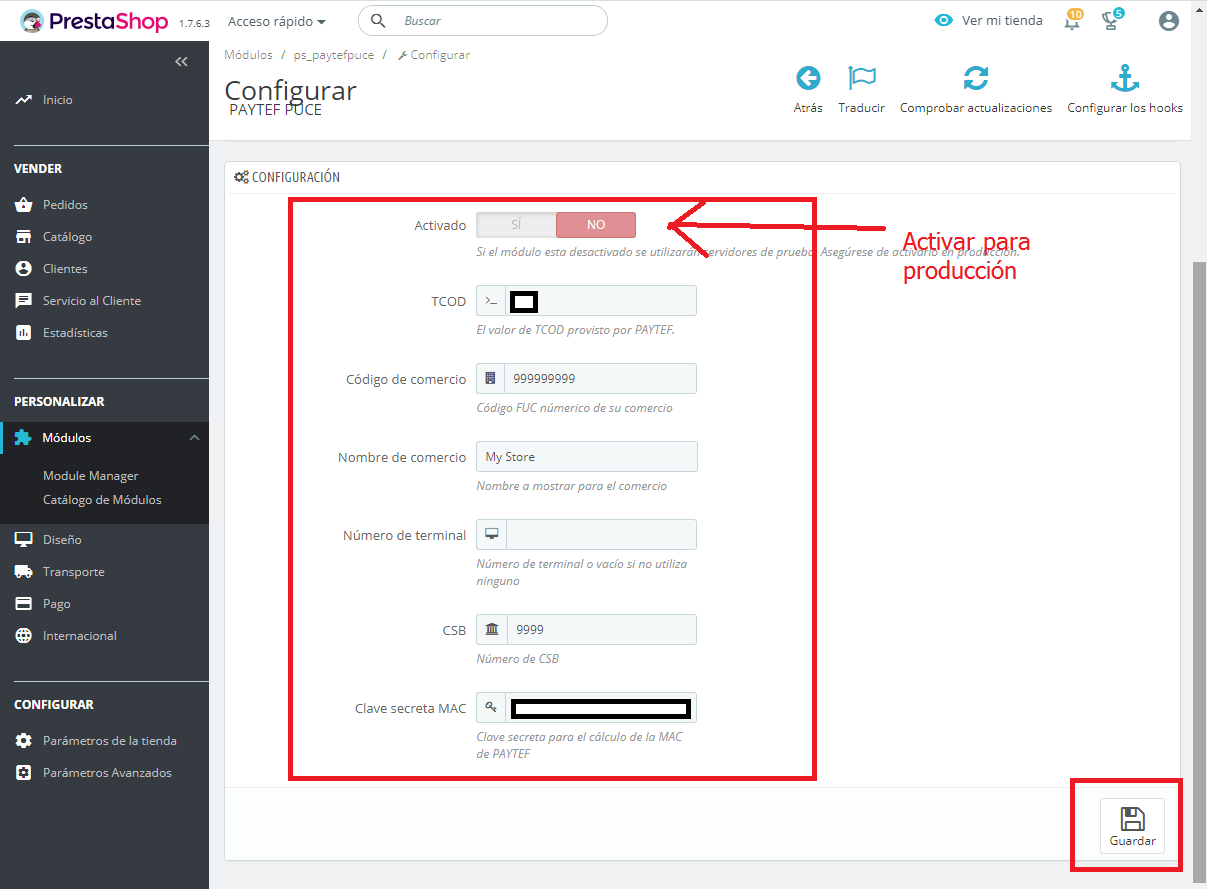 PrestaShop 1.7.6.3 Acceso rápido Buscar Ver mi tienda 10 5
Inicio
VENDER
Pedidos
Catálogo
Clientes
Servicio al Cliente
Estadísticas
PERSONALIZAR
Módulos
Module Manager
Catálogo de Módulos
Diseño
Transporte
Pago
Internacional
CONFIGURAR
Parámetros de la tienda
Parámetros Avanzados
Módulos / ps_paytefpuce / Configurar
Configurar
PAYTEF PUCE
Atrás Traducir Comprobar actualizaciones Configurar los hooks
CONFIGURACIÓN
Activado SÍ NO
Si el módulo esta desactivado se utilizarán servidores de prueba. Asegúrese de activarlo en producción.
Activar para
producción
TCOD >_
El valor de TCOD provisto por PAYTEF.
Código de comercio 999999999
Código FUC númerico de su comercio
Nombre de comercio My Store
Nombre a mostrar para el comercio
Número de terminal
Número de terminal o vacío si no utiliza
ninguno
CSB 9999
Número de CSB
Clave secreta MAC
Clave secreta para el cálculo de la MAC
de PAYTEF
Guardar